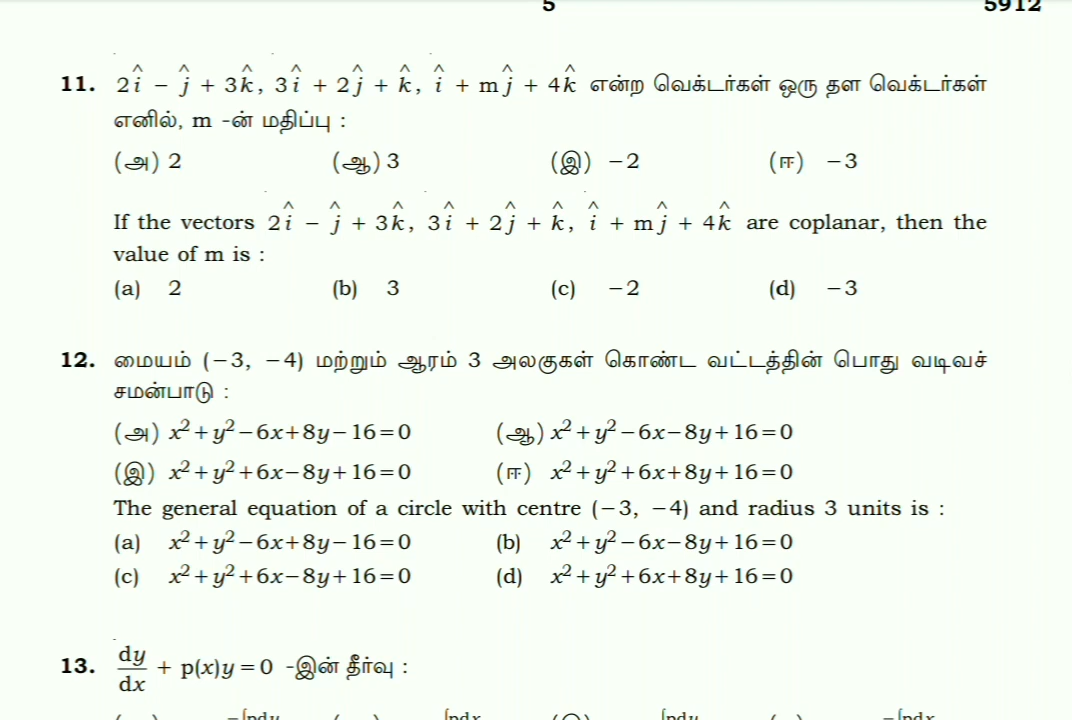 5 5912
11. 2î − ĵ + 3k̂, 3î + 2ĵ + k̂, î + mĵ + 4k̂ என்ற வெக்டர்கள் ஒரு தள வெக்டர்கள்
எனில், m -ன் மதிப்பு :
(அ) 2 (ஆ) 3 (இ) −2 (ஈ) −3
If the vectors 2î − ĵ + 3k̂, 3î + 2ĵ + k̂, î + mĵ + 4k̂ are coplanar, then the
value of m is :
(a) 2 (b) 3 (c) −2 (d) −3
12. மையம் (−3, −4) மற்றும் ஆரம் 3 அலகுகள் கொண்ட வட்டத்தின் பொது வடிவச்
சமன்பாடு :
(அ) x²+y²−6x+8y−16=0 (ஆ) x²+y²−6x−8y+16=0
(இ) x²+y²+6x−8y+16=0 (ஈ) x²+y²+6x+8y+16=0
The general equation of a circle with centre (−3, −4) and radius 3 units is :
(a) x²+y²−6x+8y−16=0 (b) x²+y²−6x−8y+16=0
(c) x²+y²+6x−8y+16=0 (d) x²+y²+6x+8y+16=0
13. dy/dx + p(x)y = 0 -இன் தீர்வு :